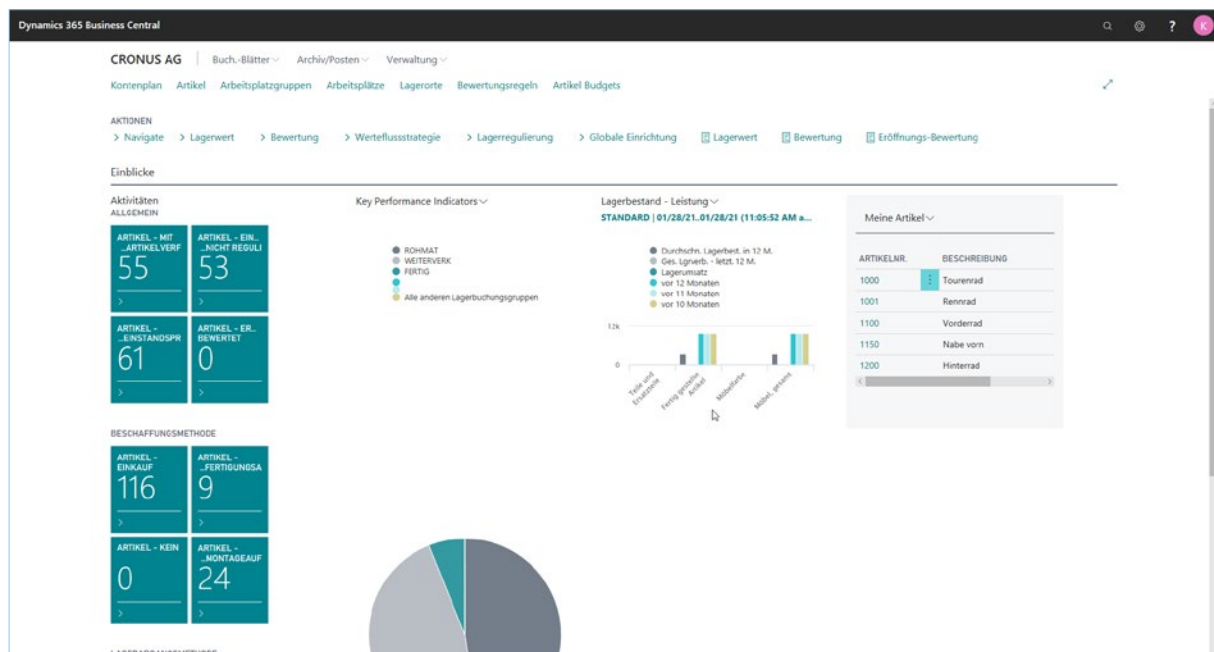 Dynamics 365 Business Central
?
K
CRONUS AG
Buch.-Blätter Archiv/Posten Verwaltung
Kontenplan Artikel Arbeitsplatzgruppen Arbeitsplätze Lagerorte Bewertungsregeln Artikel Budgets
AKTIONEN
> Navigate > Lagerwert > Bewertung > Werteflussstrategie > Lagerregulierung > Globale Einrichtung Lagerwert Bewertung Eröffnungs-Bewertung
Einblicke
Aktivitäten
ALLGEMEIN
ARTIKEL - MIT
...ARTIKELVERF
55
>
ARTIKEL - EIN...
...NICHT REGULI
53
>
ARTIKEL -
...EINSTANDSPR
61
>
ARTIKEL - ER...
BEWERTET
0
>
BESCHAFFUNGSMETHODE
ARTIKEL -
EINKAUF
116
>
ARTIKEL -
...FERTIGUNGSA
9
>
ARTIKEL - KEIN
0
>
ARTIKEL -
...MONTAGEAUF
24
>
Key Performance Indicators
ROHMAT
WEITERVERK
FERTIG
Alle anderen Lagerbuchungsgruppen
Lagerbestand - Leistung
STANDARD | 01/28/21..01/28/21 (11:05:52 AM a...
Durchschn. Lagerbest. in 12 M.
Ges. Lgrverb. - letzt. 12 M.
Lagerumsatz
vor 12 Monaten
vor 11 Monaten
vor 10 Monaten
12k
0
Teile und
Ersatzteile
Fertig gestellte
Artikel
Möbelfarbe
Möbel, gesamt
Meine Artikel
ARTIKELNR. BESCHREIBUNG
1000 Tourenrad
1001 Rennrad
1100 Vorderrad
1150 Nabe vorn
1200 Hinterrad